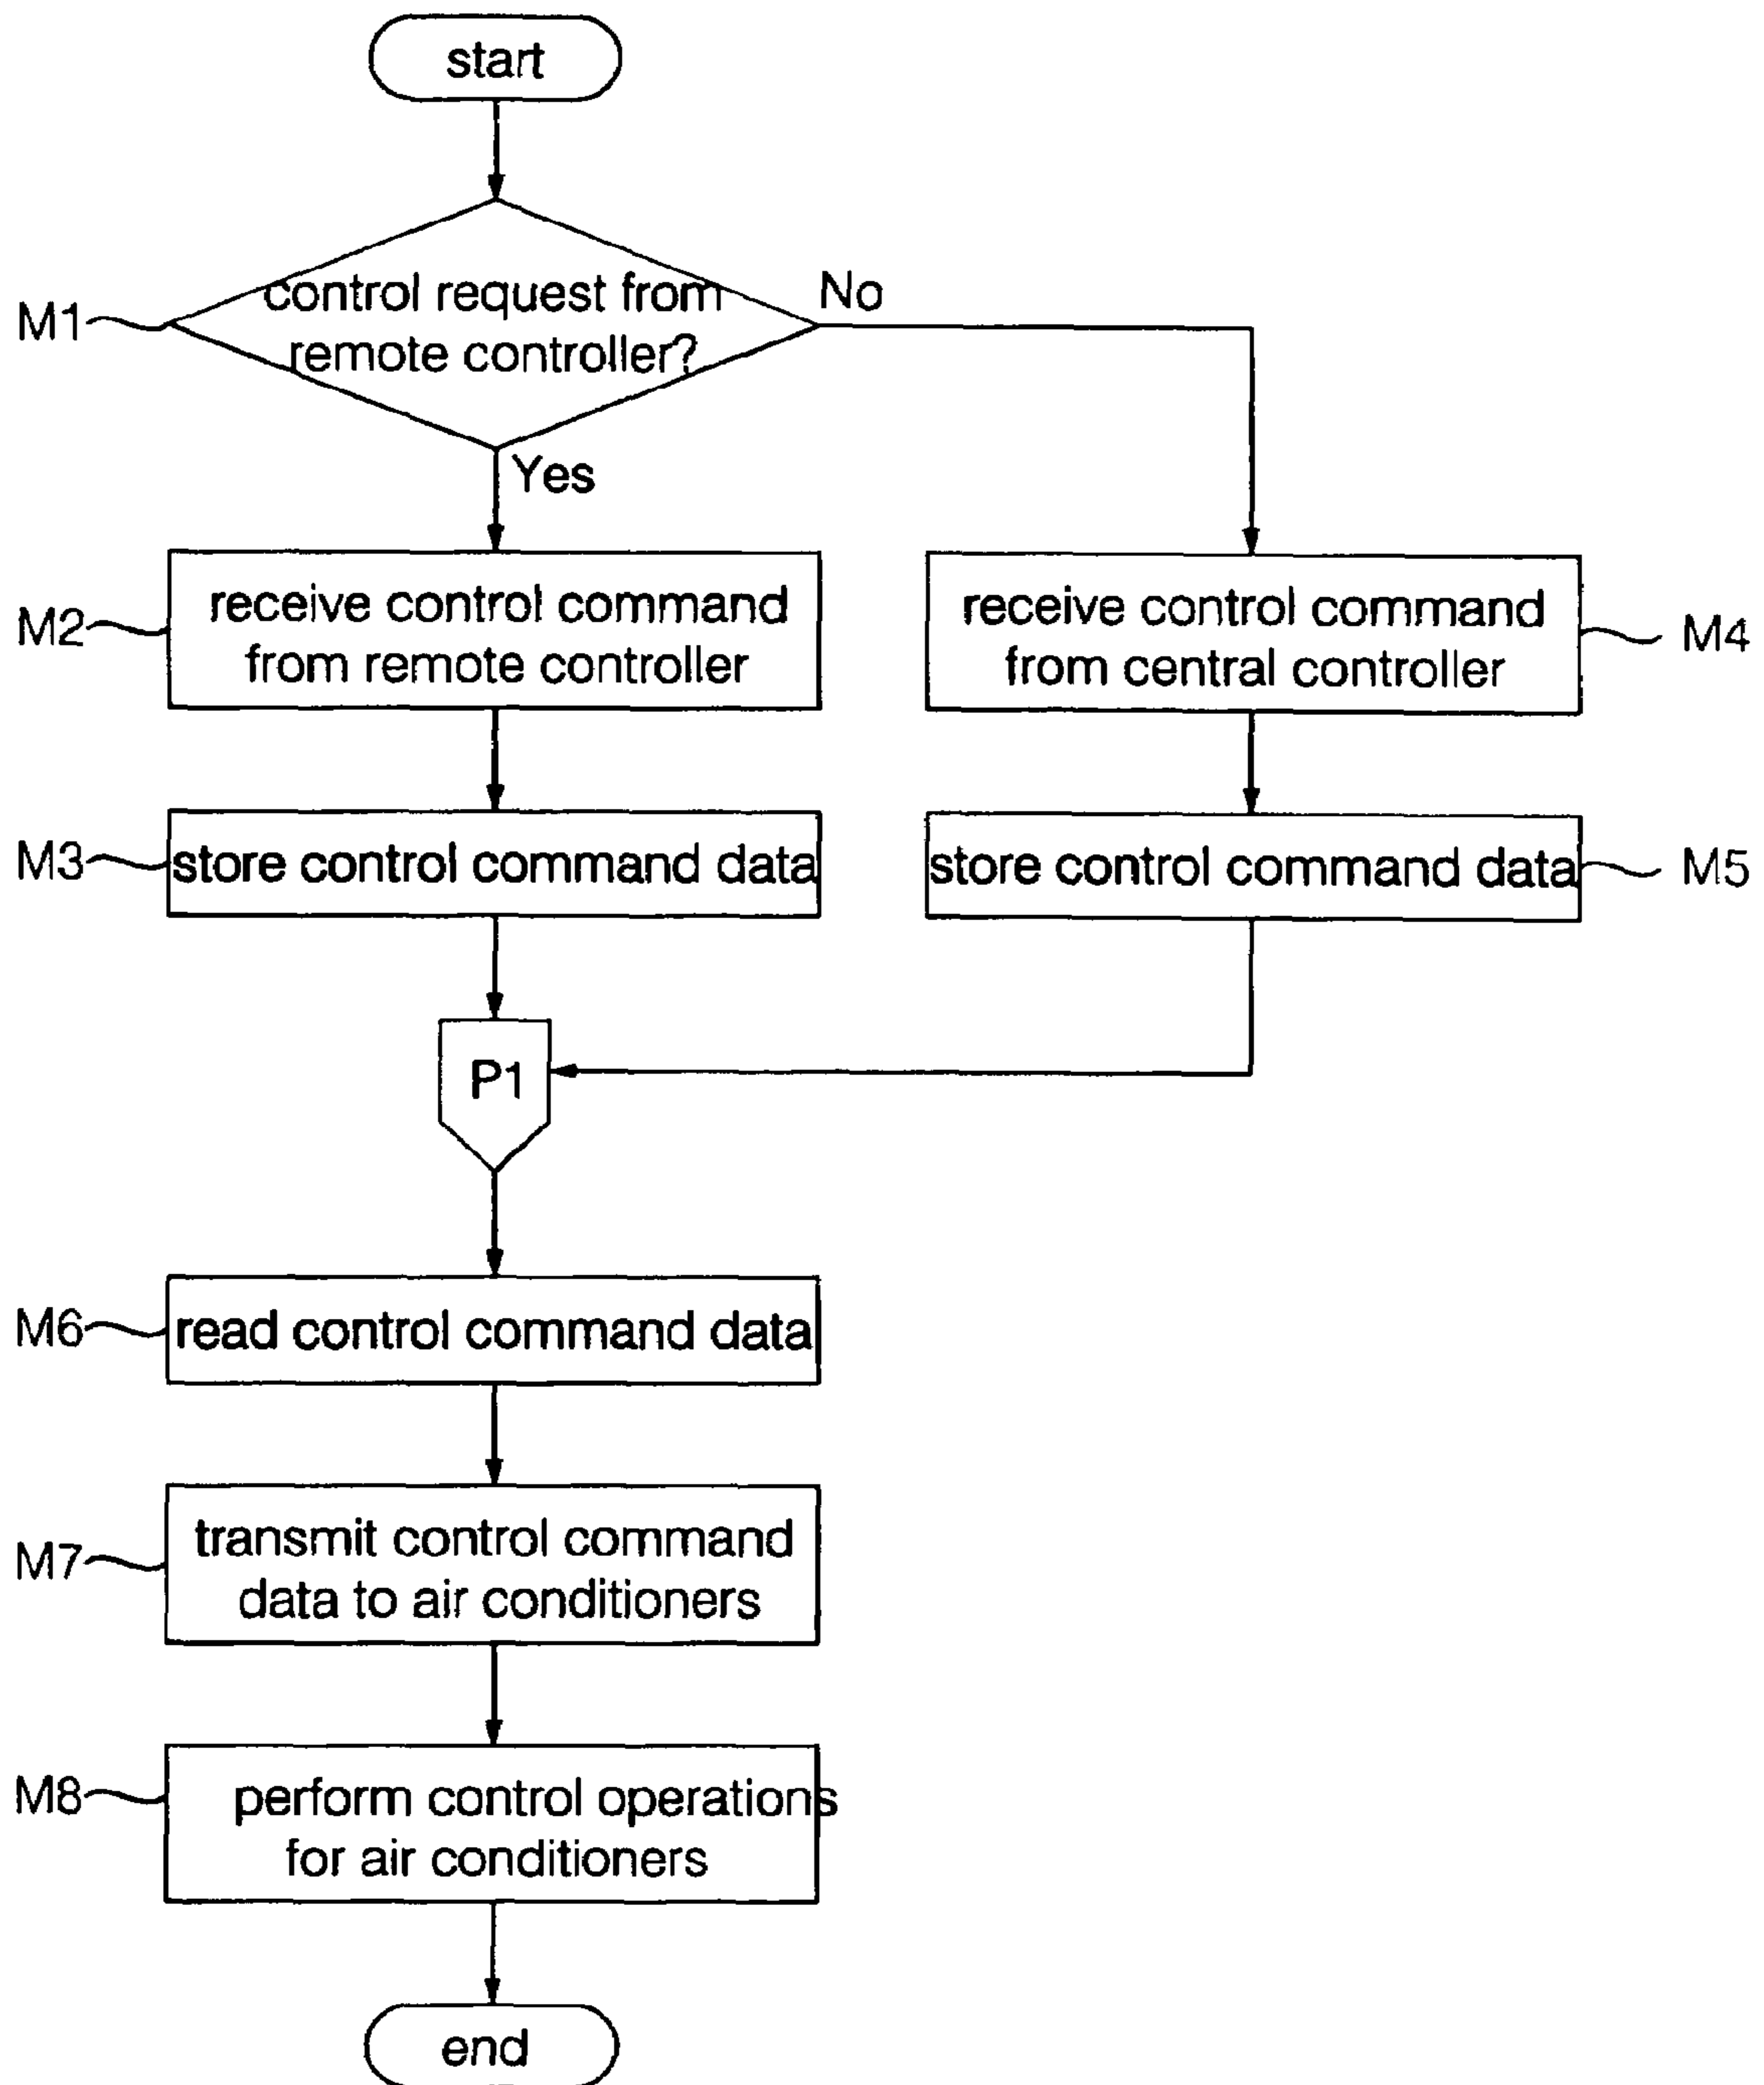 start
M1
control request from
remote controller?
No
Yes
M2
receive control command
from remote controller
receive control command
from central controller
M4
M3
store control command data
store control command data
M5
P1
M6
read control command data
M7
transmit control command
data to air conditioners
M8
perform control operations
for air conditioners
end